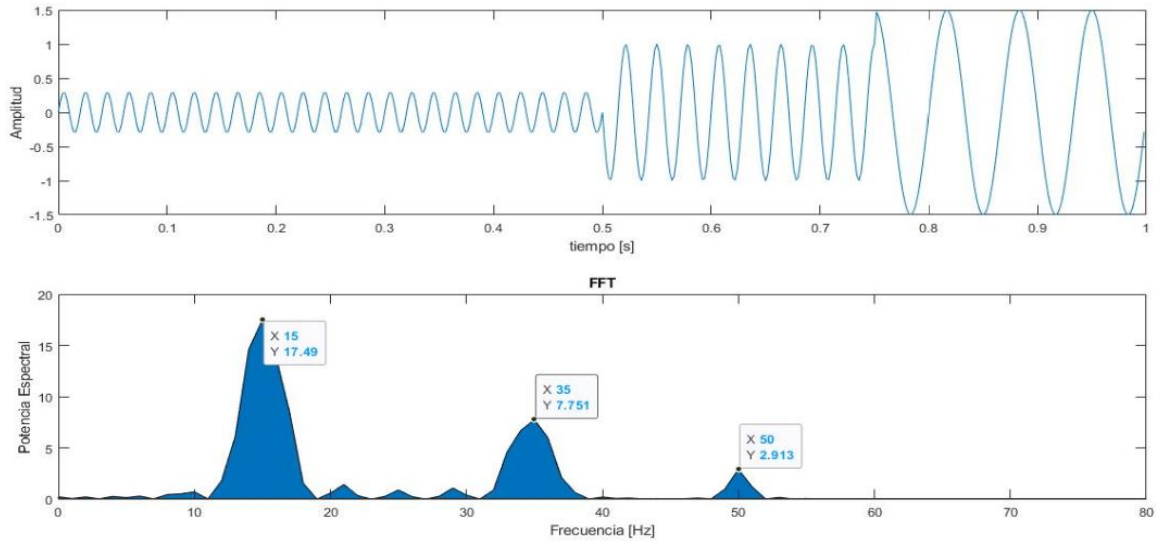 1.5
1
0.5
0
-0.5
-1
-1.5
Amplitud
0 0.1 0.2 0.3 0.4 0.5 0.6 0.7 0.8 0.9 1
tiempo [s]
FFT
20
15
10
5
0
Potencia Espectral
X 15
Y 17.49
X 35
Y 7.751
X 50
Y 2.913
0 10 20 30 40 50 60 70 80
Frecuencia [Hz]